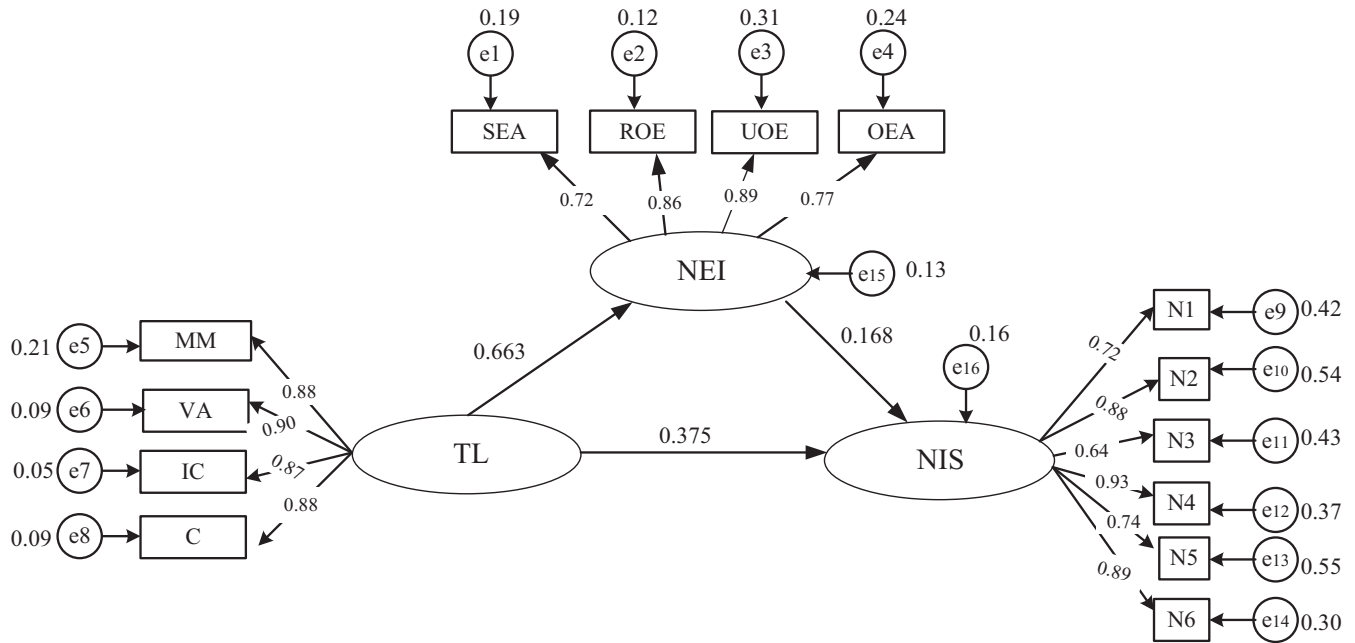 0.19 0.12 0.31 0.24
e1 e2 e3 e4
SEA ROE UOE OEA
0.72 0.86 0.89 0.77
NEI e15 0.13
0.663 0.168
0.21 e5 MM
0.09 e6 VA
0.05 e7 IC
0.09 e8 C
0.88
0.90
0.87
0.88
TL 0.375 NIS
0.16
e16
0.72
0.88
0.64
0.93
0.74
0.89
N1 e9 0.42
N2 e10 0.54
N3 e11 0.43
N4 e12 0.37
N5 e13 0.55
N6 e14 0.30